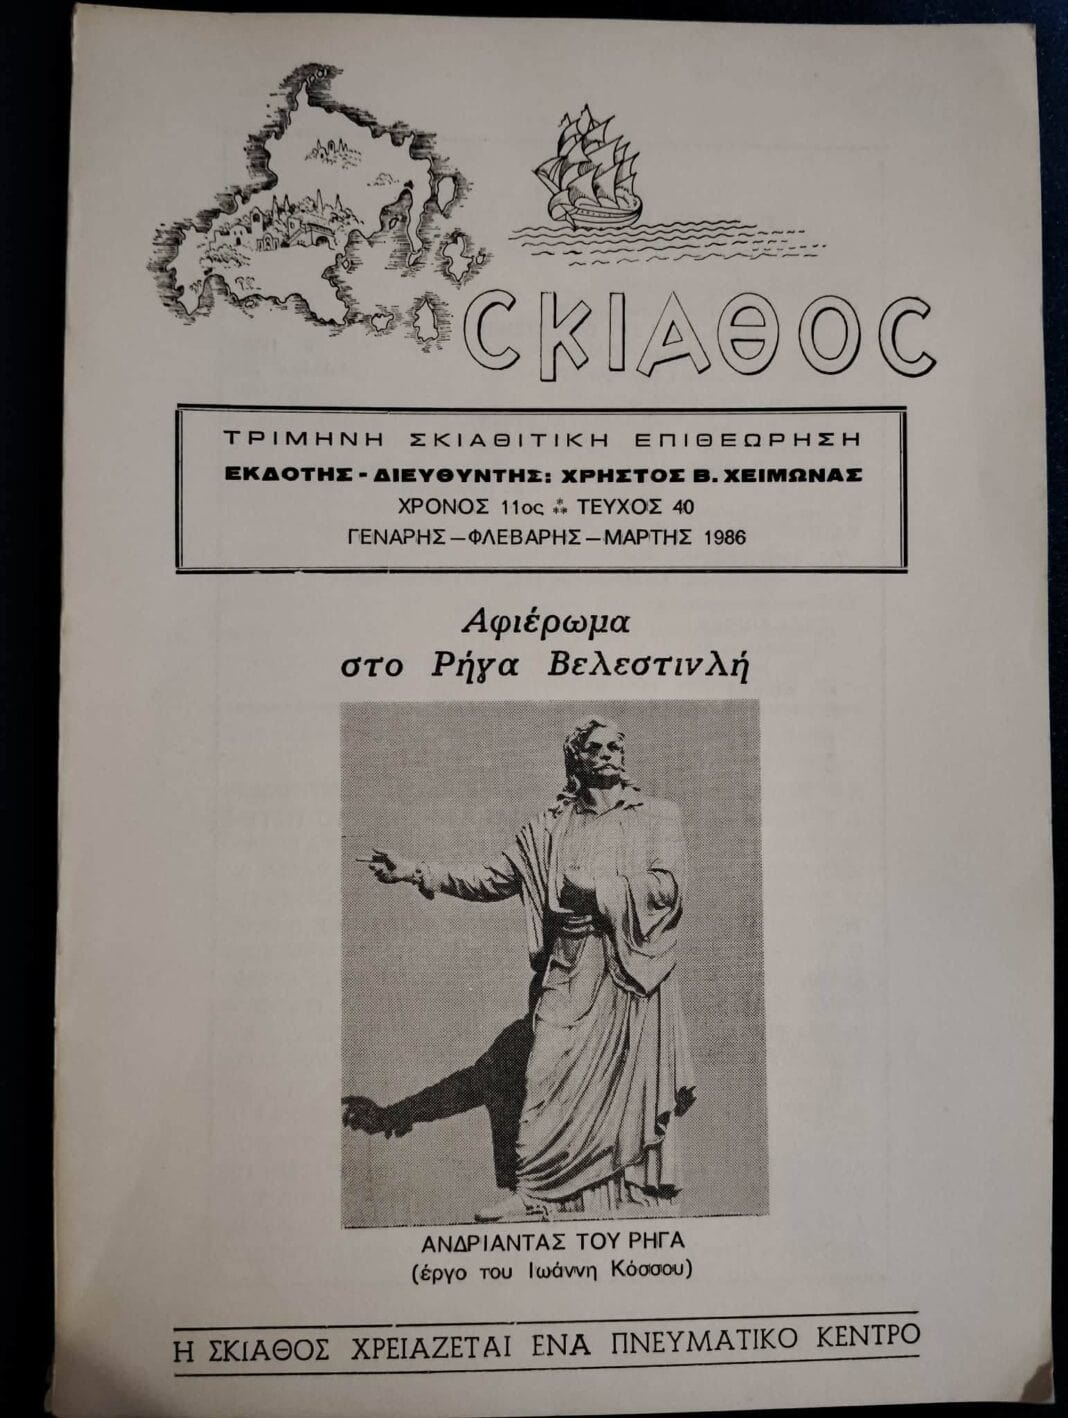 ϹΚΙΑΘΟϹ
ΤΡΙΜΗΝΗ ΣΚΙΑΘΙΤΙΚΗ ΕΠΙΘΕΩΡΗΣΗ
ΕΚΔΟΤΗΣ - ΔΙΕΥΘΥΝΤΗΣ: ΧΡΗΣΤΟΣ Β. ΧΕΙΜΩΝΑΣ
ΧΡΟΝΟΣ 11ος ⁂ ΤΕΥΧΟΣ 40
ΓΕΝΑΡΗΣ–ΦΛΕΒΑΡΗΣ–ΜΑΡΤΗΣ 1986
Αφιέρωμα
στο Ρήγα Βελεστινλή
ΑΝΔΡΙΑΝΤΑΣ ΤΟΥ ΡΗΓΑ
(έργο του Ιωάννη Κόσσου)
Η ΣΚΙΑΘΟΣ ΧΡΕΙΑΖΕΤΑΙ ΕΝΑ ΠΝΕΥΜΑΤΙΚΟ ΚΕΝΤΡΟ